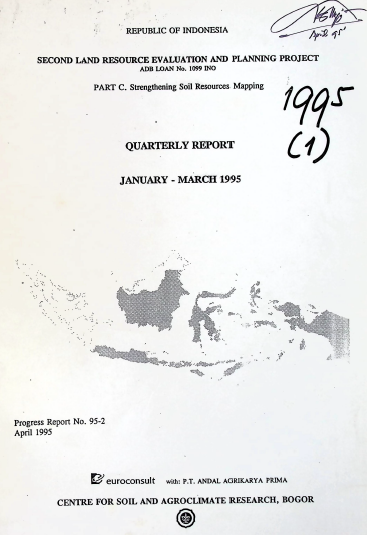 REPUBLIC OF INDONESIA
April 95'
SECOND LAND RESOURCE EVALUATION AND PLANNING PROJECT
ADB LOAN No. 1099 INO
PART C. Strengthening Soil Resources Mapping
1995
(1)
QUARTERLY REPORT
JANUARY - MARCH 1995
Progress Report No. 95-2
April 1995
euroconsult with: P.T. ANDAL AGRIKARYA PRIMA
CENTRE FOR SOIL AND AGROCLIMATE RESEARCH, BOGOR